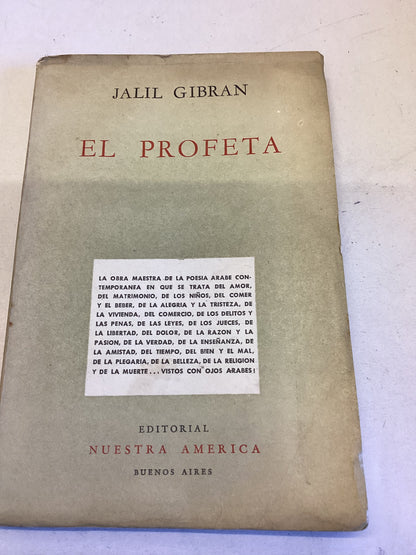 JALIL GIBRAN
EL PROFETA
LA OBRA MAESTRA DE LA POESIA ARABE CON-
TEMPORANEA EN QUE SE TRATA DEL AMOR,
DEL MATRIMONIO, DE LOS NIÑOS, DEL COMER
Y EL BEBER, DE LA ALEGRIA Y LA TRISTEZA, DE
LA VIVIENDA, DEL COMERCIO, DE LOS DELITOS Y
LAS PENAS, DE LAS LEYES, DE LOS JUECES, DE
LA LIBERTAD, DEL DOLOR, DE LA RAZON Y LA
PASION, DE LA VERDAD, DE LA ENSEÑANZA, DE
LA AMISTAD, DEL TIEMPO, DEL BIEN Y EL MAL,
DE LA PLEGARIA, DE LA BELLEZA, DE LA RELIGION
Y DE LA MUERTE... VISTOS CON OJOS ARABES!
EDITORIAL
NUESTRA AMERICA
BUENOS AIRES